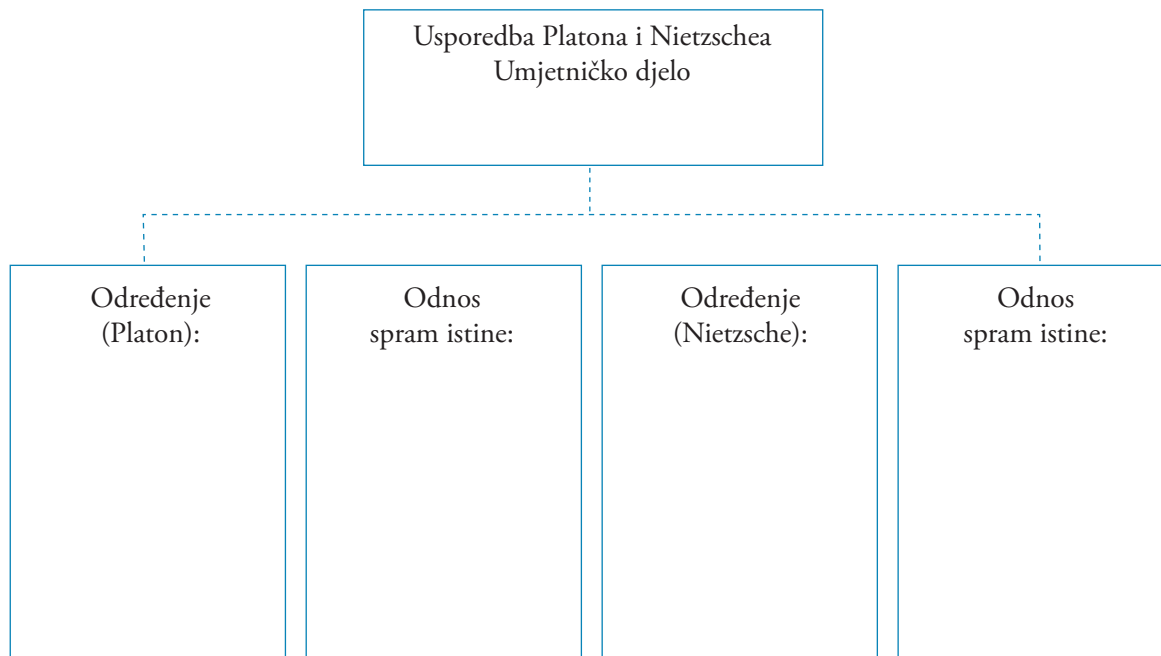 Usporedba Platona i Nietzschea
Umjetničko djelo
Određenje
(Platon):
Odnos
spram istine:
Određenje
(Nietzsche):
Odnos
spram istine: